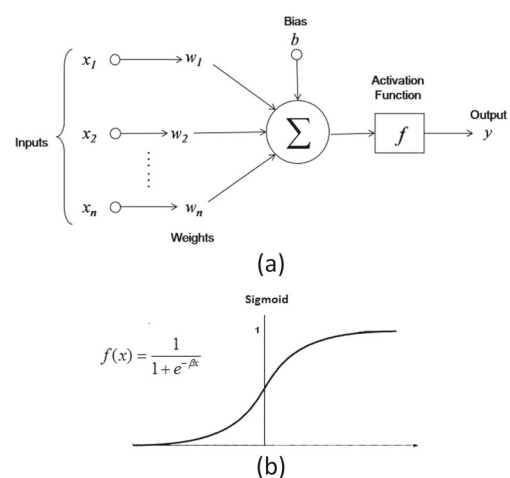 Bias
b
x1
w1
Activation
Function
Output
Inputs
x2
w2
Σ
f
y
xn
wn
Weights
(a)
Sigmoid
1
f(x) = 1 / (1 + e^{-βx})
(b)